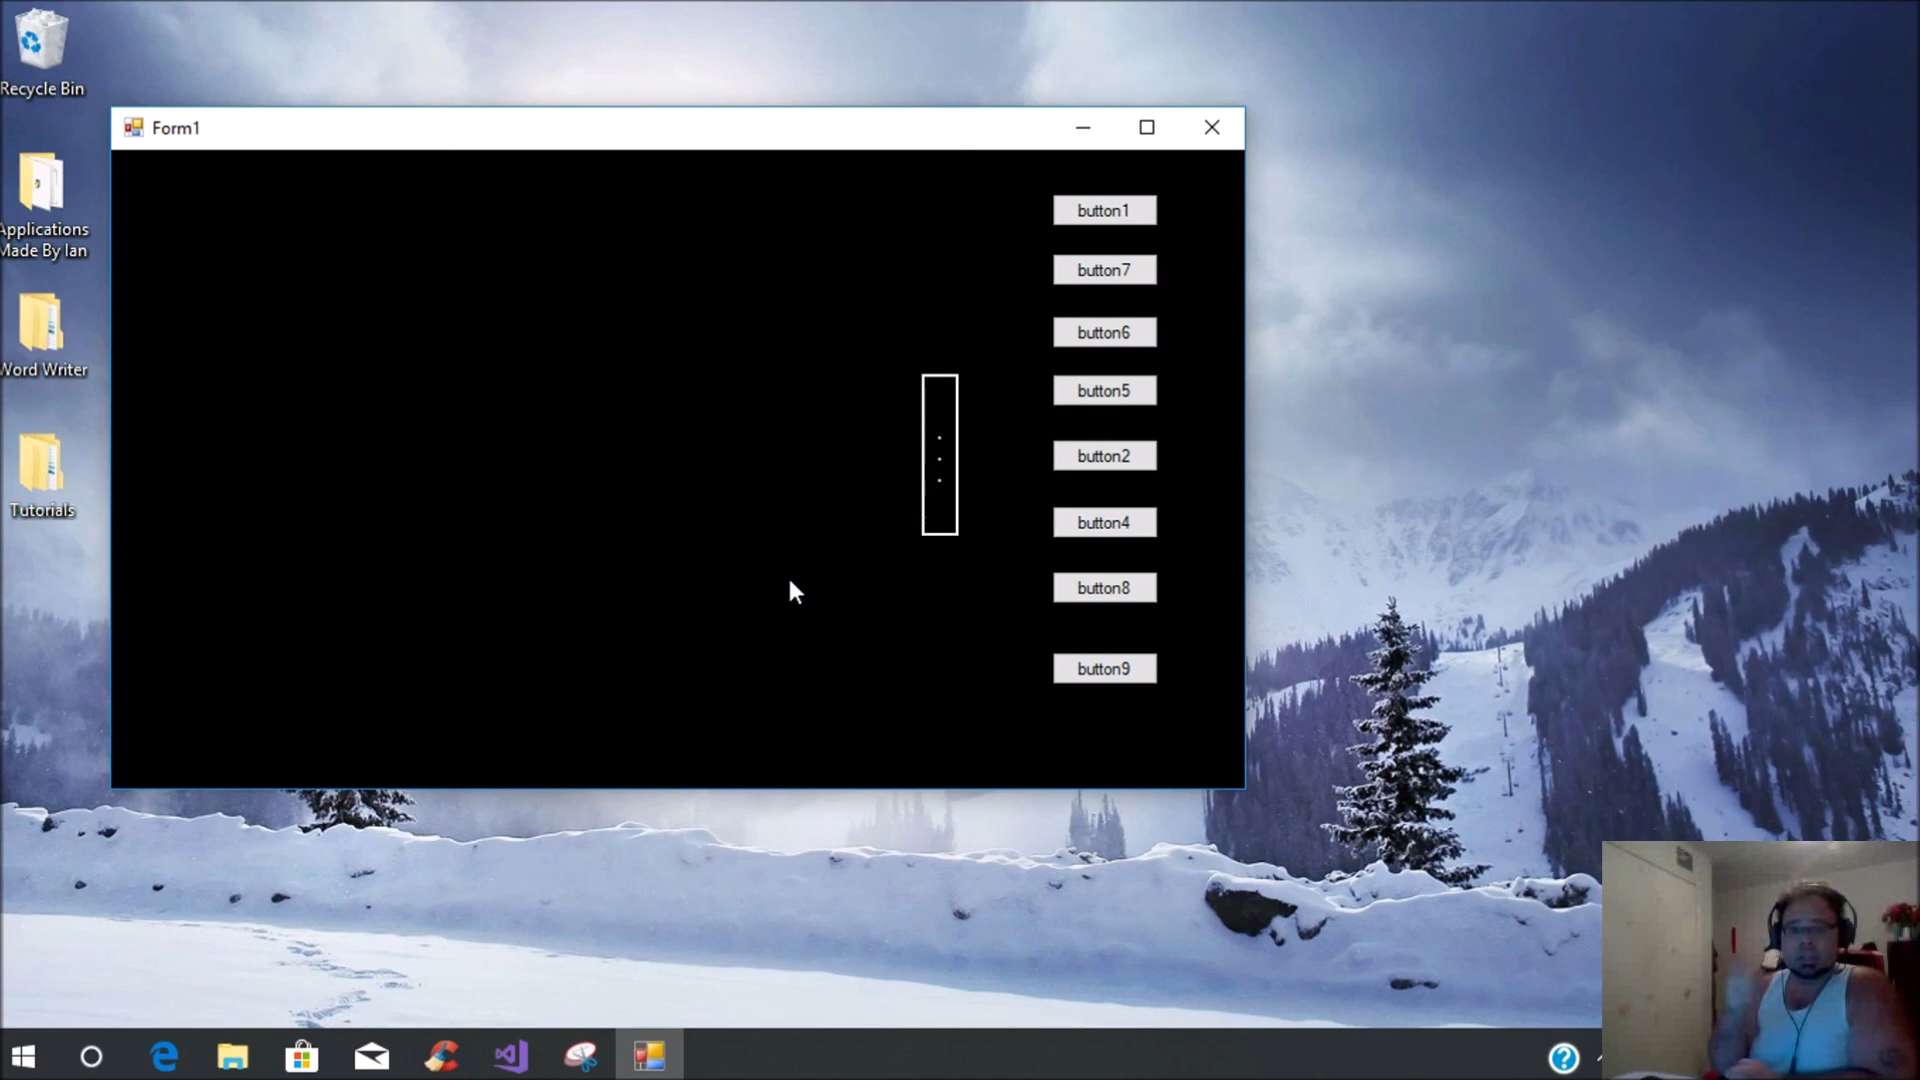 Recycle Bin
Applications
Made By Ian
Word Writer
Tutorials
Form1
button1
button7
button6
button5
button2
button4
button8
button9